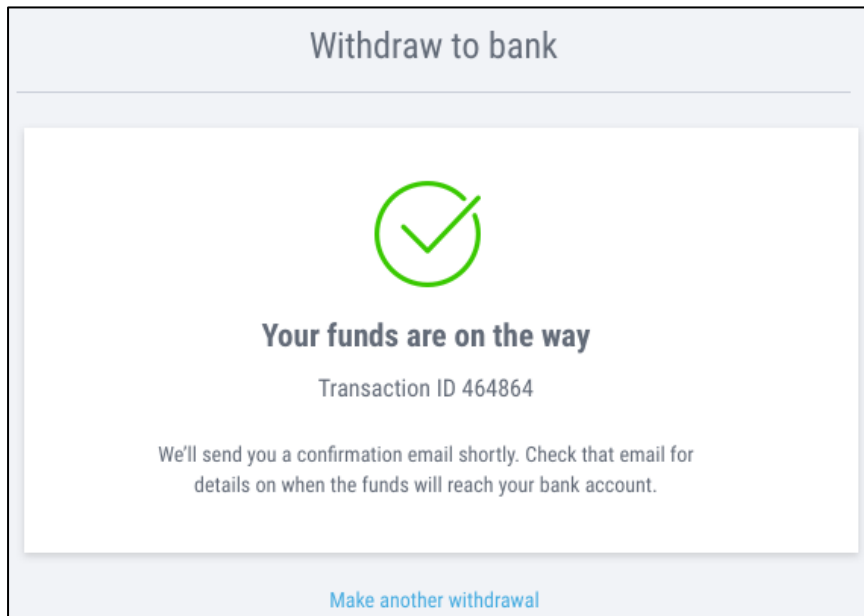 Withdraw to bank
Your funds are on the way
Transaction ID 464864
We'll send you a confirmation email shortly. Check that email for
details on when the funds will reach your bank account.
Make another withdrawal